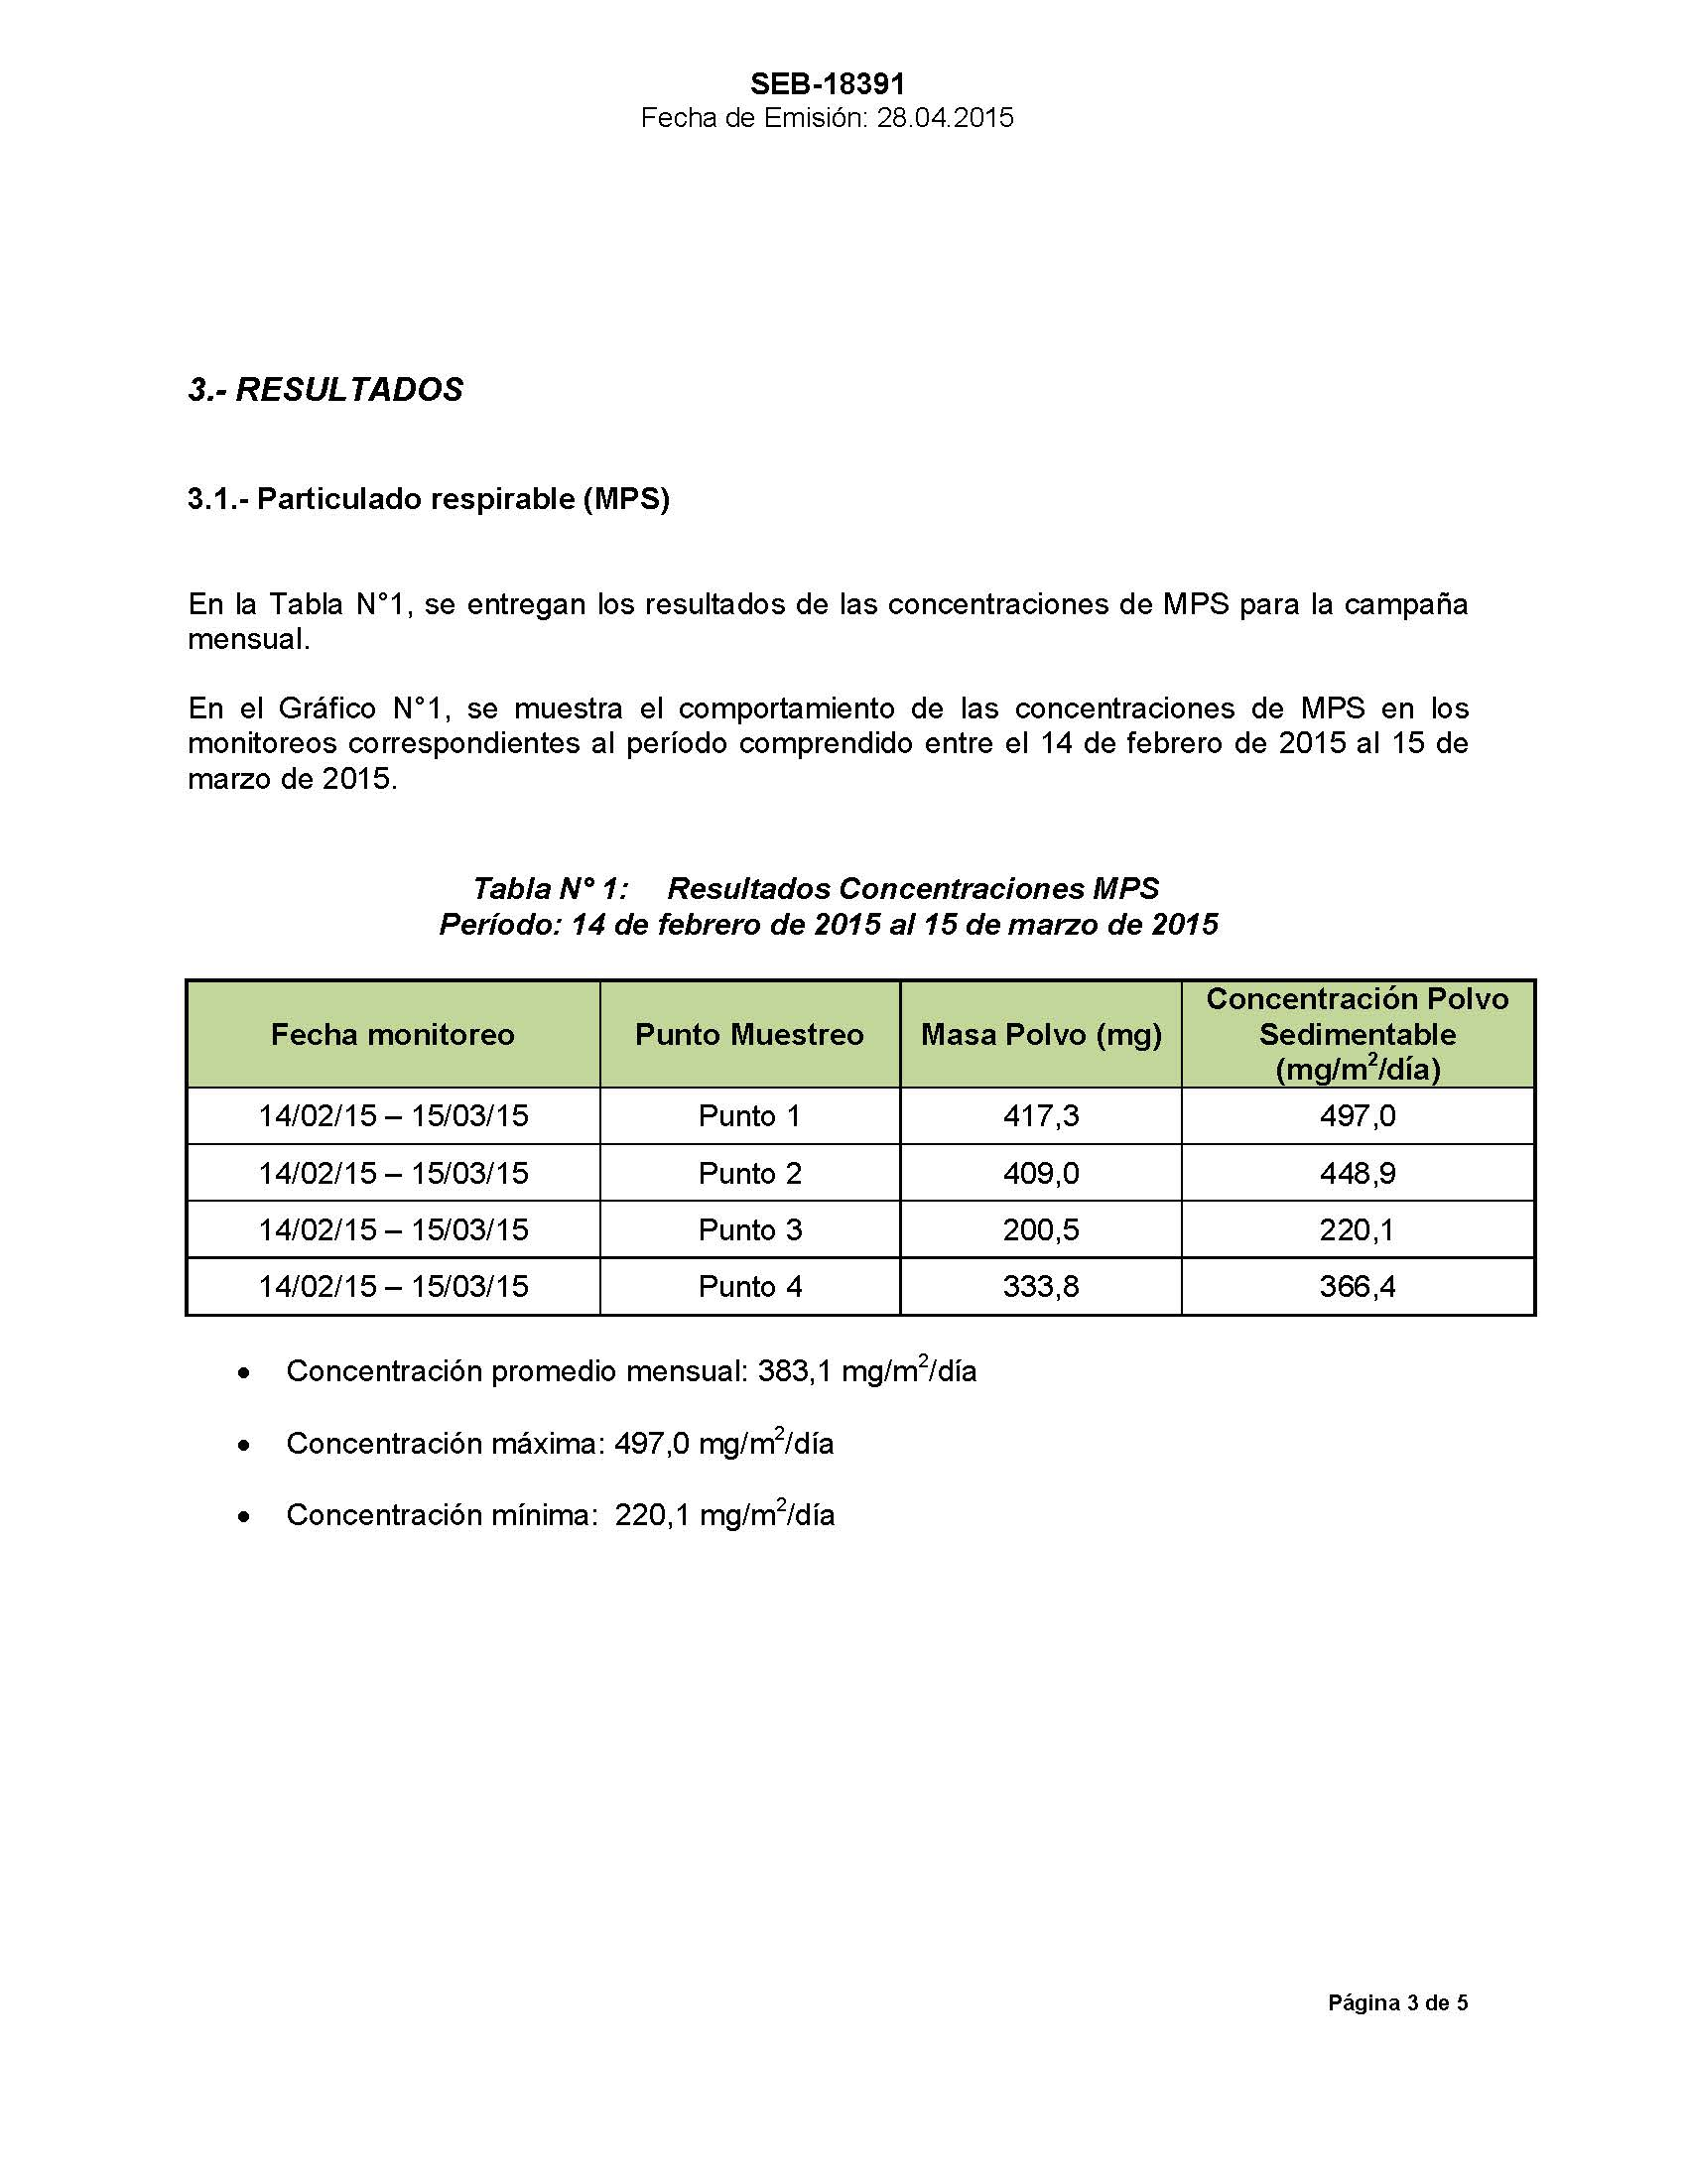 SEB-18391
Fecha de Emisión: 28.04.2015
3.- RESULTADOS
3.1.- Particulado respirable (MPS)
En la Tabla N°1, se entregan los resultados de las concentraciones de MPS para la campaña
mensual.
En el Gráfico N°1, se muestra el comportamiento de las concentraciones de MPS en los
monitoreos correspondientes al período comprendido entre el 14 de febrero de 2015 al 15 de
marzo de 2015.
Tabla N° 1: Resultados Concentraciones MPS
Período: 14 de febrero de 2015 al 15 de marzo de 2015
Fecha monitoreo Punto Muestreo Masa Polvo (mg) Concentración Polvo
Sedimentable
(mg/m²/día)
14/02/15 – 15/03/15 Punto 1 417,3 497,0
14/02/15 – 15/03/15 Punto 2 409,0 448,9
14/02/15 – 15/03/15 Punto 3 200,5 220,1
14/02/15 – 15/03/15 Punto 4 333,8 366,4
• Concentración promedio mensual: 383,1 mg/m²/día
• Concentración máxima: 497,0 mg/m²/día
• Concentración mínima: 220,1 mg/m²/día
Página 3 de 5